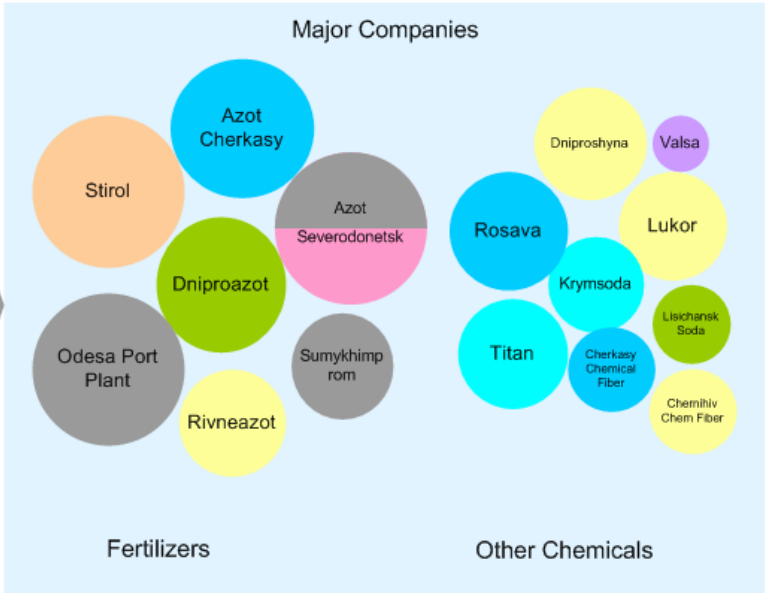 Major Companies
Azot
Cherkasy
Stirol
Azot
Severodonetsk
Dniproazot
Odesa Port
Plant
Sumykhimp
rom
Rivneazot
Fertilizers
Dniproshyna
Valsa
Rosava
Lukor
Krymsoda
Lisichansk
Soda
Titan
Cherkasy
Chemical
Fiber
Chernihiv
Chem Fiber
Other Chemicals